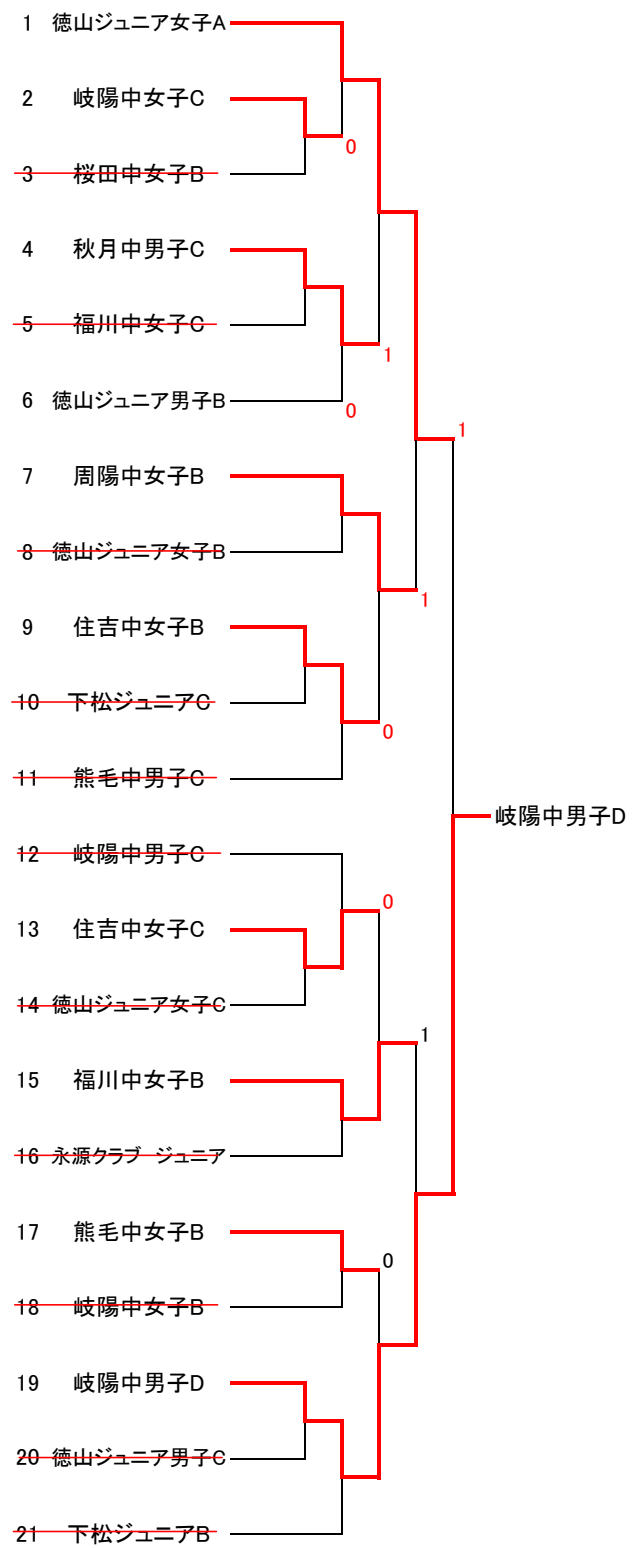 1 徳山ジュニア女子A
2 岐陽中女子C
0
3 桜田中女子B
4 秋月中男子C
5 福川中女子C
1
6 徳山ジュニア男子B
0
1
7 周陽中女子B
8 徳山ジュニア女子B
1
9 住吉中女子B
10 下松ジュニアC
0
11 熊毛中男子C
岐陽中男子D
12 岐陽中男子C
0
13 住吉中女子C
14 徳山ジュニア女子C
1
15 福川中女子B
16 永源クラブ ジュニア
17 熊毛中女子B
0
18 岐陽中女子B
19 岐陽中男子D
20 徳山ジュニア男子C
21 下松ジュニアB